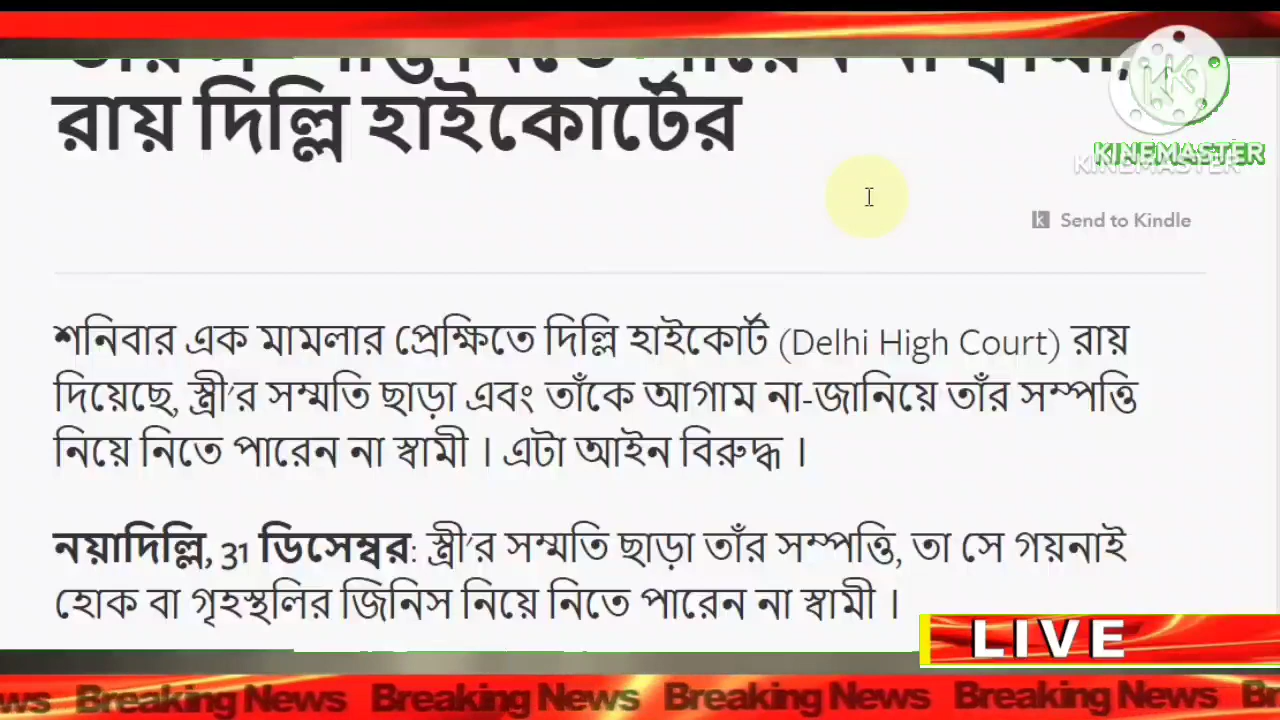 রায় দিল্লি হাইকোর্টের
KINEMASTER
KINEMASTER
Send to Kindle
শনিবার এক মামলার প্রেক্ষিতে দিল্লি হাইকোর্ট (Delhi High Court) রায়
দিয়েছে, স্ত্রী'র সম্মতি ছাড়া এবং তাঁকে আগাম না-জানিয়ে তাঁর সম্পত্তি
নিয়ে নিতে পারেন না স্বামী । এটা আইন বিরুদ্ধ ।
নয়াদিল্লি, 31 ডিসেম্বর: স্ত্রী'র সম্মতি ছাড়া তাঁর সম্পত্তি, তা সে গয়নাই
হোক বা গৃহস্থলির জিনিস নিয়ে নিতে পারেন না স্বামী ।
LIVE
ws Breaking News Breaking News Breaking News Breaking News B